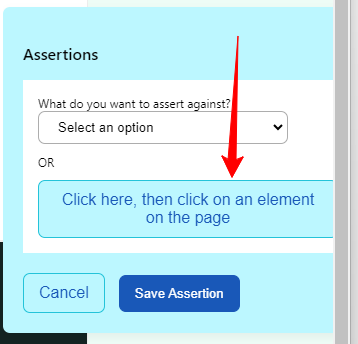 Assertions
What do you want to assert against?
Select an option
OR
Click here, then click on an element
on the page
Cancel
Save Assertion